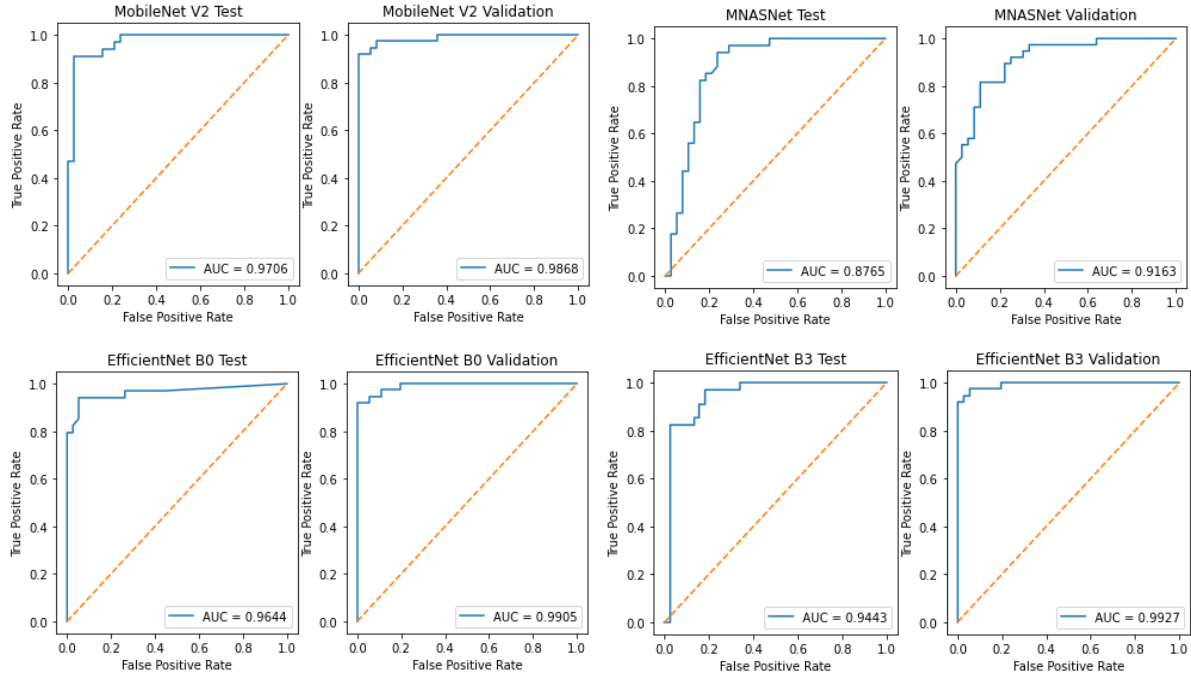 MobileNet V2 Test
1.0
0.8
0.6
0.4
0.2
0.0
True Positive Rate
AUC = 0.9706
0.0 0.2 0.4 0.6 0.8 1.0
False Positive Rate
MobileNet V2 Validation
1.0
0.8
0.6
0.4
0.2
0.0
True Positive Rate
AUC = 0.9868
0.0 0.2 0.4 0.6 0.8 1.0
False Positive Rate
MNASNet Test
1.0
0.8
0.6
0.4
0.2
0.0
True Positive Rate
AUC = 0.8765
0.0 0.2 0.4 0.6 0.8 1.0
False Positive Rate
MNASNet Validation
1.0
0.8
0.6
0.4
0.2
0.0
True Positive Rate
AUC = 0.9163
0.0 0.2 0.4 0.6 0.8 1.0
False Positive Rate
EfficientNet B0 Test
1.0
0.8
0.6
0.4
0.2
0.0
True Positive Rate
AUC = 0.9644
0.0 0.2 0.4 0.6 0.8 1.0
False Positive Rate
EfficientNet B0 Validation
1.0
0.8
0.6
0.4
0.2
0.0
True Positive Rate
AUC = 0.9905
0.0 0.2 0.4 0.6 0.8 1.0
False Positive Rate
EfficientNet B3 Test
1.0
0.8
0.6
0.4
0.2
0.0
True Positive Rate
AUC = 0.9443
0.0 0.2 0.4 0.6 0.8 1.0
False Positive Rate
EfficientNet B3 Validation
1.0
0.8
0.6
0.4
0.2
0.0
True Positive Rate
AUC = 0.9927
0.0 0.2 0.4 0.6 0.8 1.0
False Positive Rate